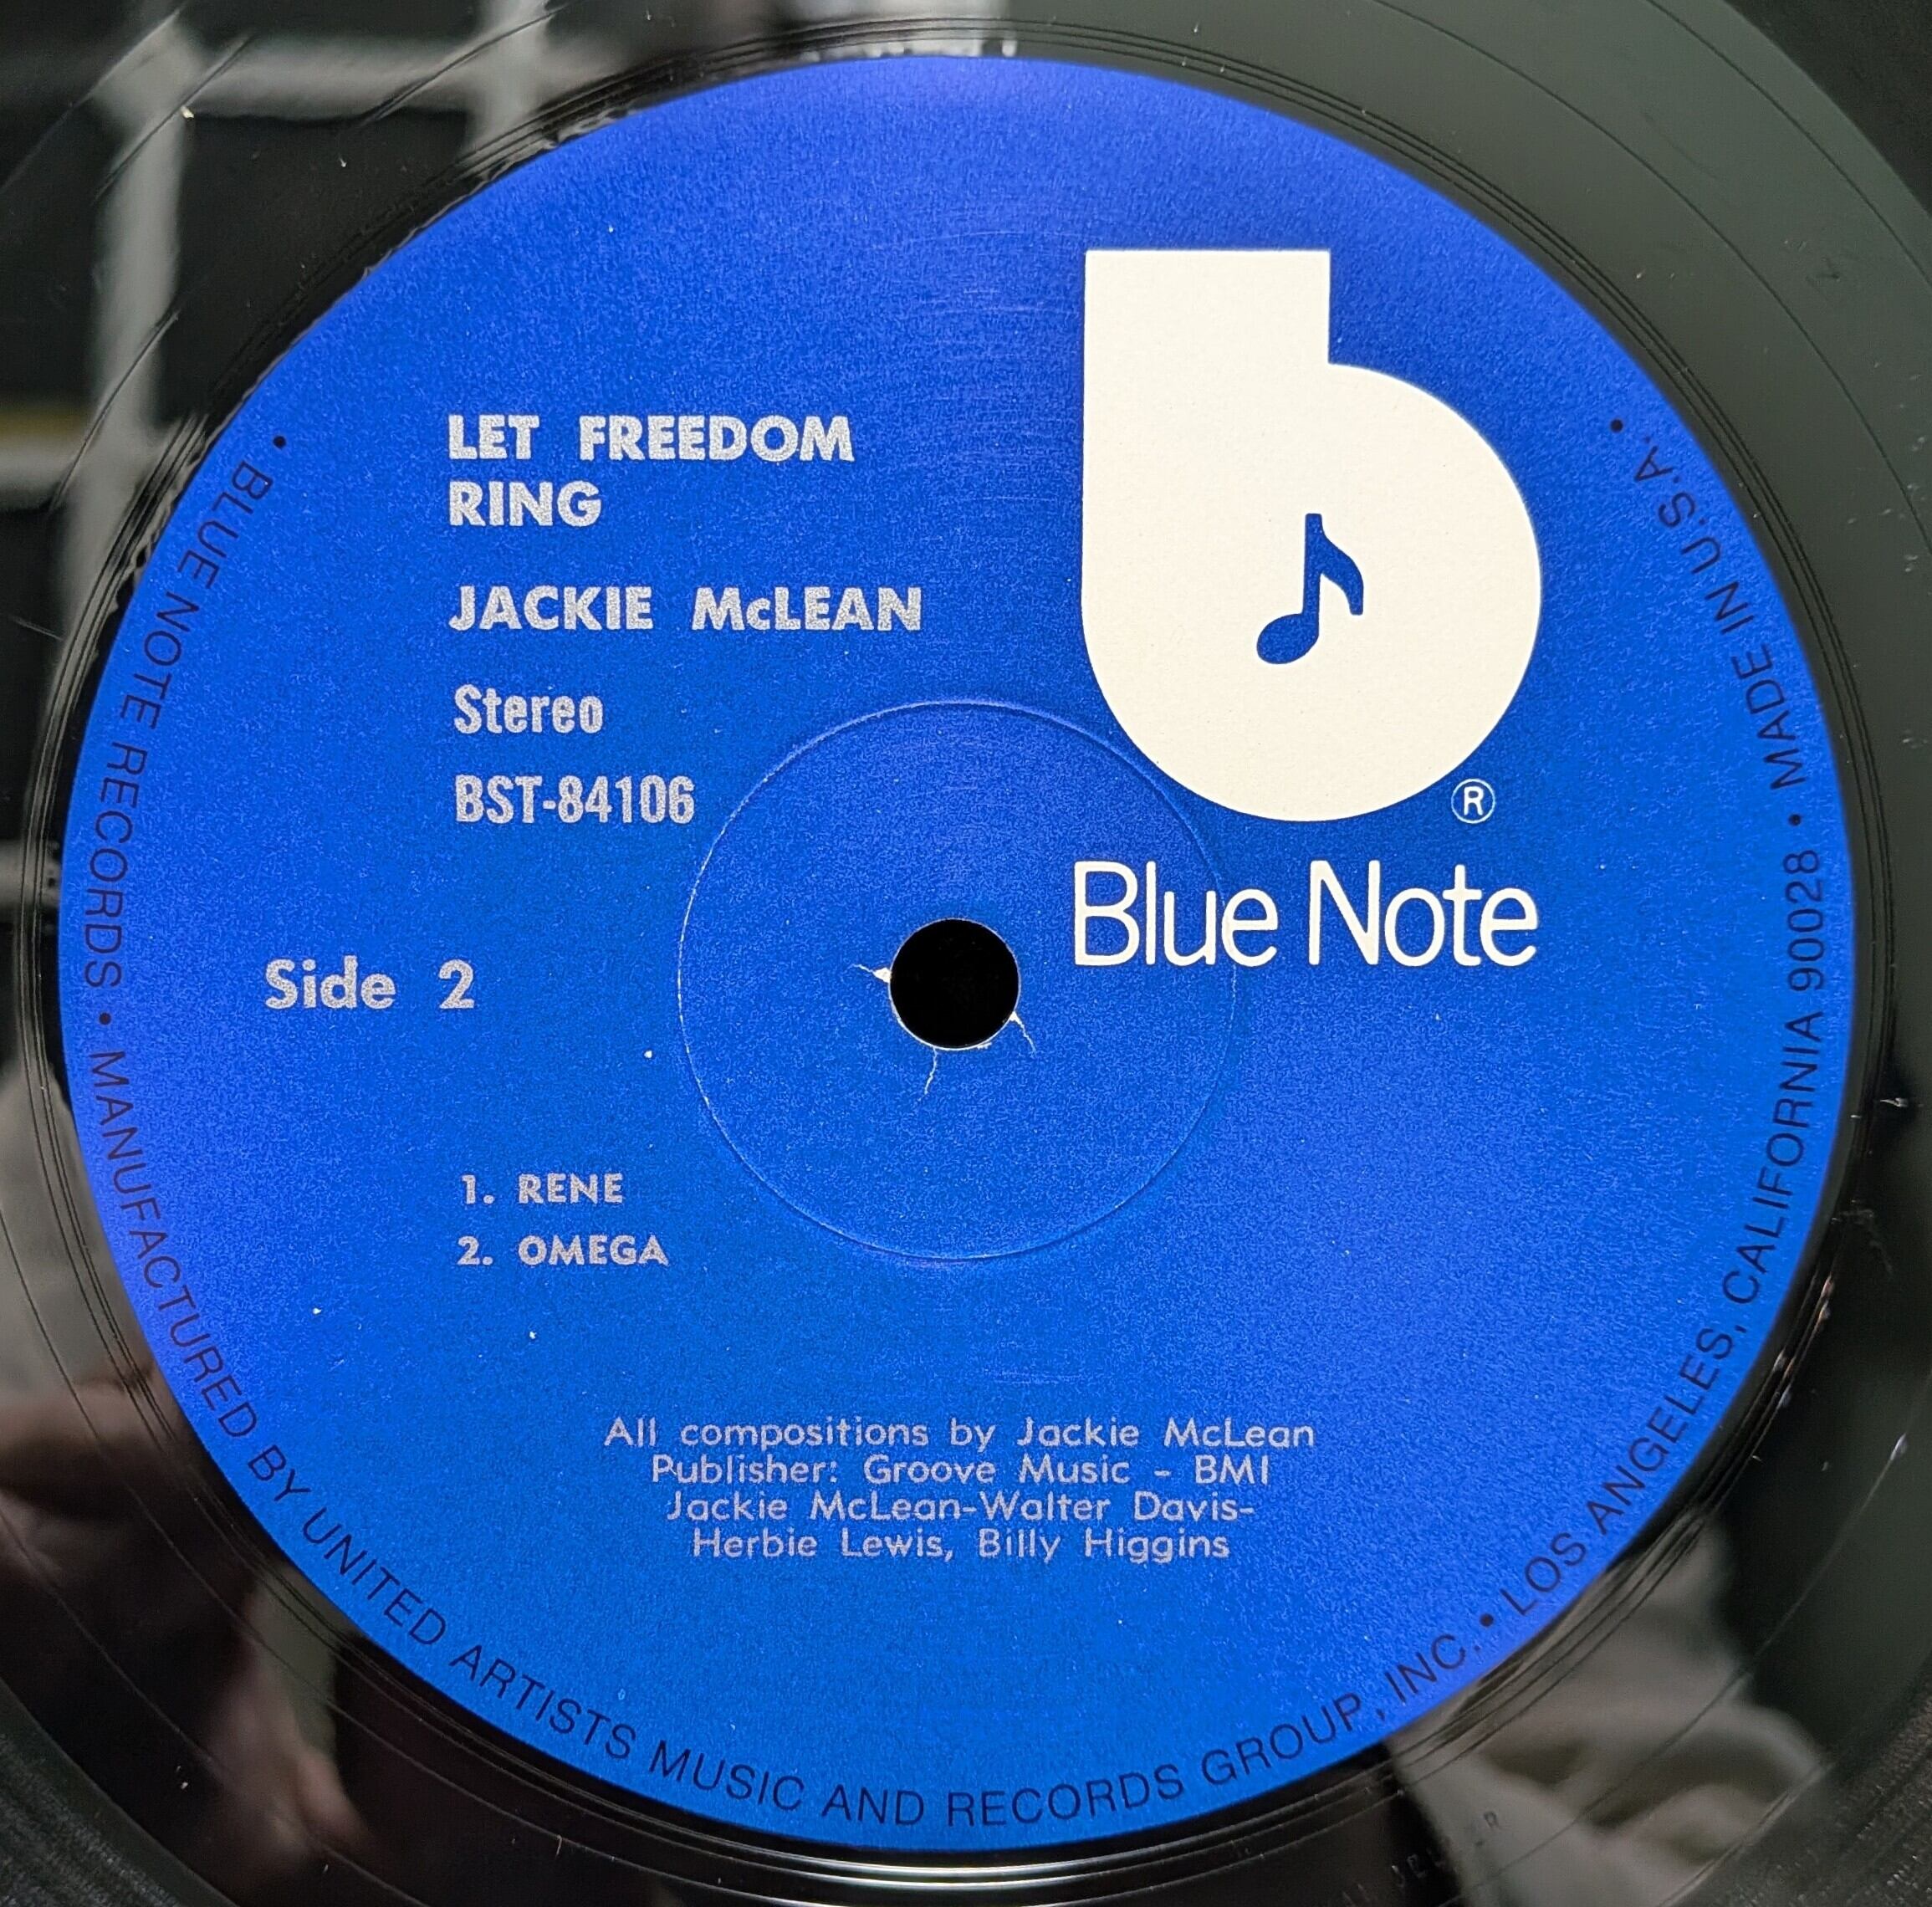 LET FREEDOM
RING
JACKIE McLEAN
Stereo
BST-84106
®
Blue Note
Side 2
1. RENE
2. OMEGA
All compositions by Jackie McLean
Publisher: Groove Music - BMI
Jackie McLean-Walter Davis-
Herbie Lewis, Billy Higgins
• BLUE NOTE RECORDS • MANUFACTURED BY UNITED ARTISTS MUSIC AND RECORDS GROUP, INC. • LOS ANGELES, CALIFORNIA 90028 • MADE IN U.S.A. •